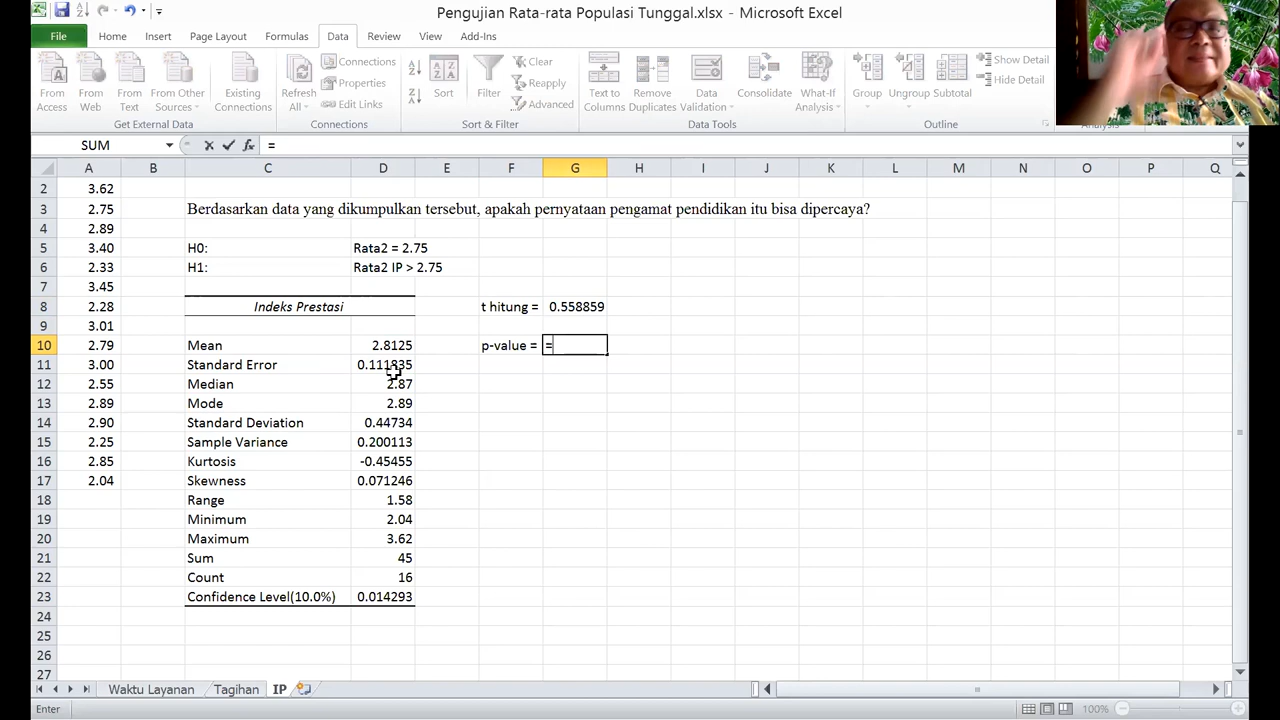 Pengujian Rata-rata Populasi Tunggal.xlsx - Microsoft Excel
File Home Insert Page Layout Formulas Data Review View Add-Ins
From Access
From Web
From Text
From Other Sources
Existing Connections
Get External Data
Refresh All
Connections
Properties
Edit Links
Connections
Sort
Filter
Clear
Reapply
Advanced
Sort & Filter
Text to Columns
Remove Duplicates
Data Validation
Consolidate
What-If Analysis
Data Tools
Group
Ungroup
Subtotal
Show Detail
Hide Detail
Outline
SUM fx =
A B C D E F G H I J K L M N O P Q
2 3.62
3 2.75 Berdasarkan data yang dikumpulkan tersebut, apakah pernyataan pengamat pendidikan itu bisa dipercaya?
4 2.89
5 3.40 H0: Rata2 = 2.75
6 2.33 H1: Rata2 IP > 2.75
7 3.45
8 2.28 Indeks Prestasi t hitung = 0.558859
9 3.01
10 2.79 Mean 2.8125 p-value = =
11 3.00 Standard Error 0.111835
12 2.55 Median 2.87
13 2.89 Mode 2.89
14 2.90 Standard Deviation 0.44734
15 2.25 Sample Variance 0.200113
16 2.85 Kurtosis -0.45455
17 2.04 Skewness 0.071246
18 Range 1.58
19 Minimum 2.04
20 Maximum 3.62
21 Sum 45
22 Count 16
23 Confidence Level(10.0%) 0.014293
24
25
26
27
Waktu Layanan Tagihan IP
Enter 100%